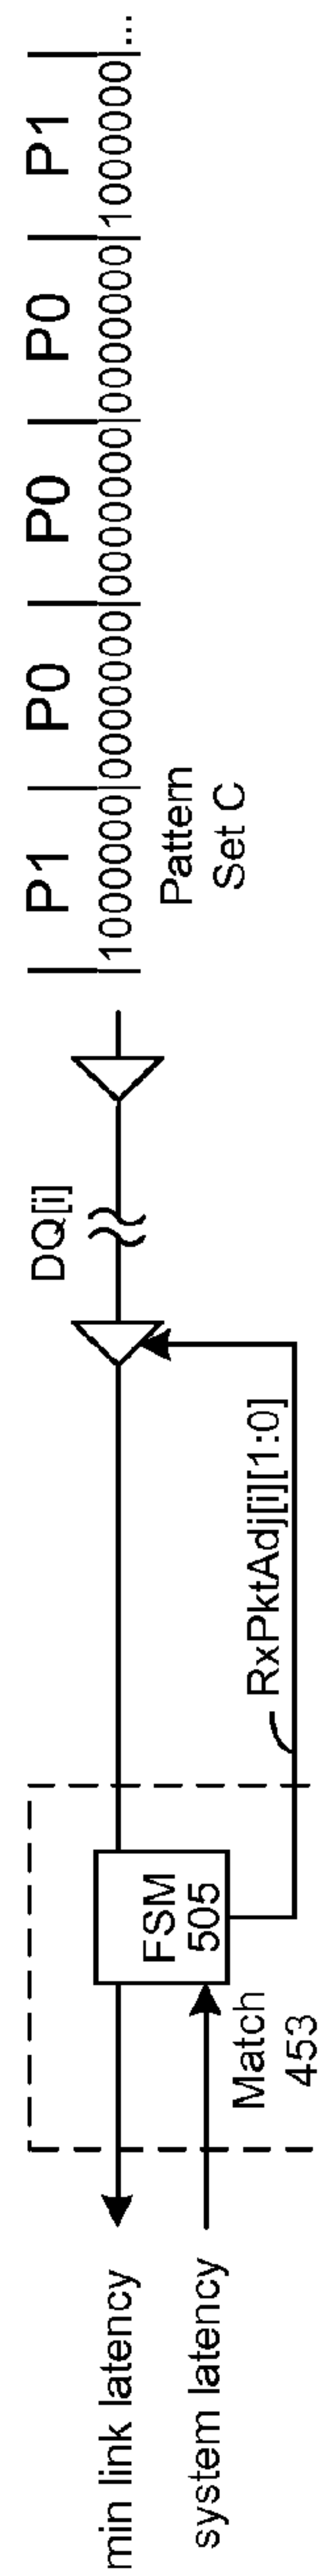 P1 | P0 | P0 | P0 | P1 |
|1000000|0000000|0000000|0000000|1000000|...
Pattern
Set C
DQ[i]
RxPktAdj[i][1:0]
FSM
505
Match
453
min link latency
system latency